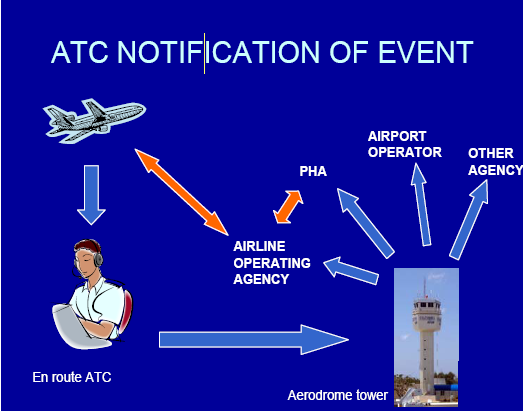 ATC NOTIFICATION OF EVENT
AIRPORT
OPERATOR
OTHER
AGENCY
PHA
AIRLINE
OPERATING
AGENCY
En route ATC
Aerodrome tower